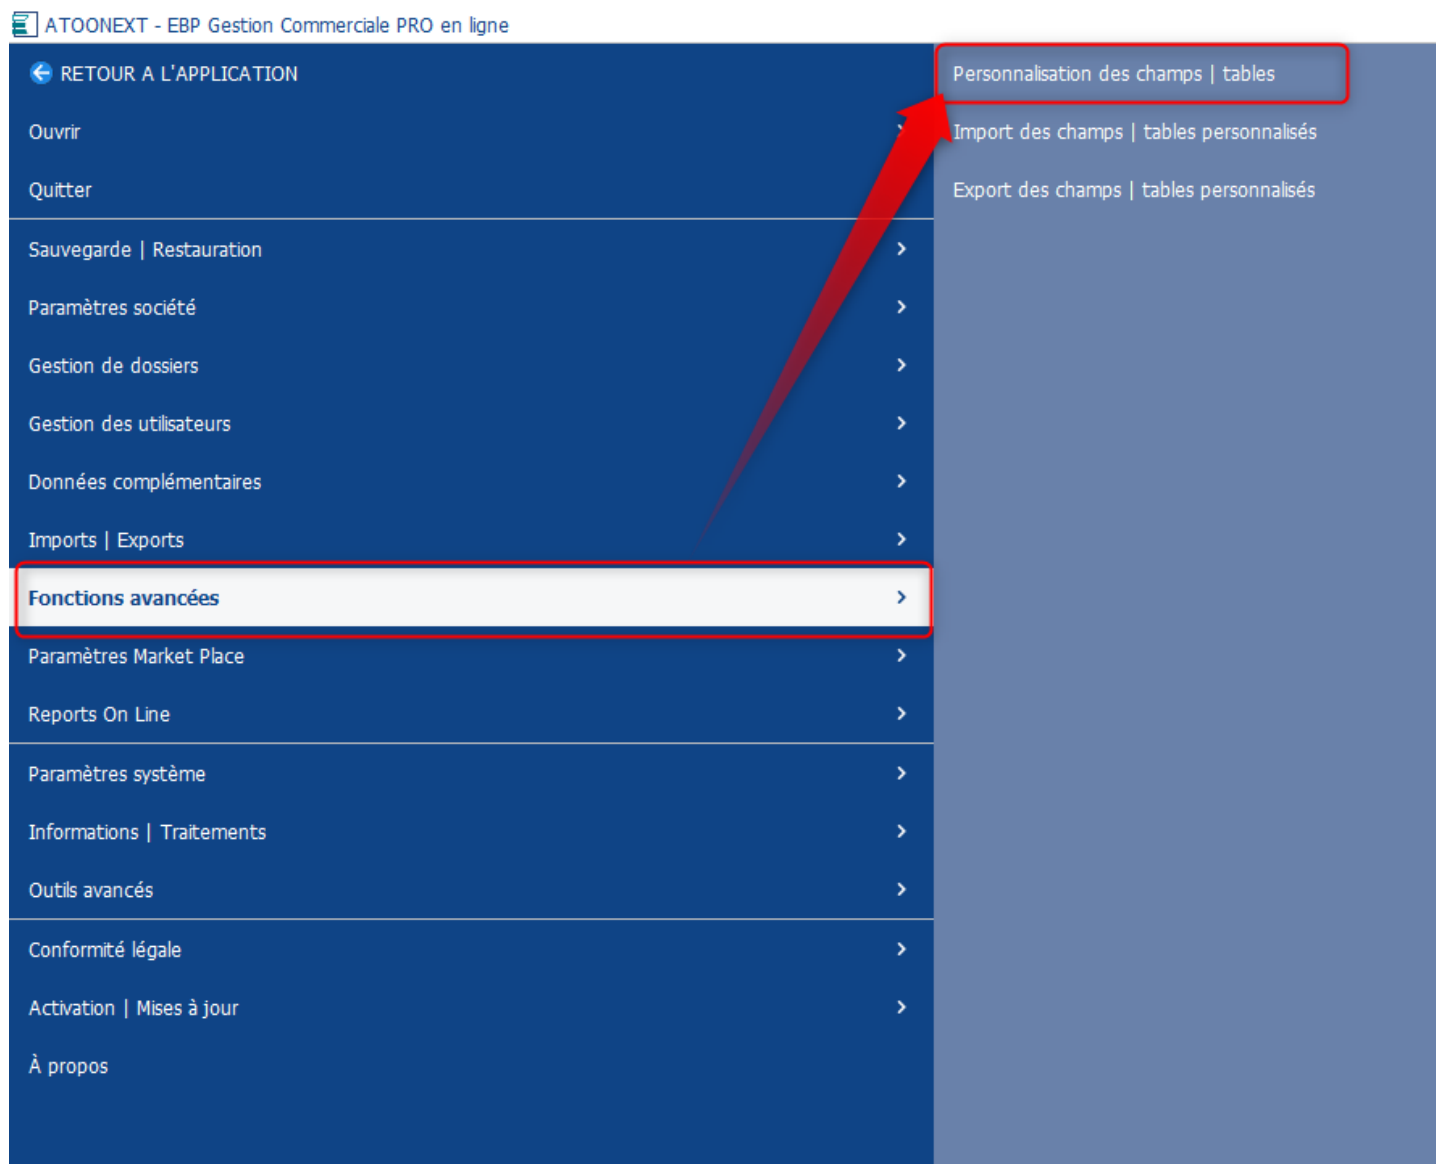 ATOONEXT - EBP Gestion Commerciale PRO en ligne
RETOUR A L'APPLICATION
Ouvrir
Quitter
Sauvegarde | Restauration
Paramètres société
Gestion de dossiers
Gestion des utilisateurs
Données complémentaires
Imports | Exports
Fonctions avancées
Paramètres Market Place
Reports On Line
Paramètres système
Informations | Traitements
Outils avancés
Conformité légale
Activation | Mises à jour
À propos
Personnalisation des champs | tables
Import des champs | tables personnalisés
Export des champs | tables personnalisés